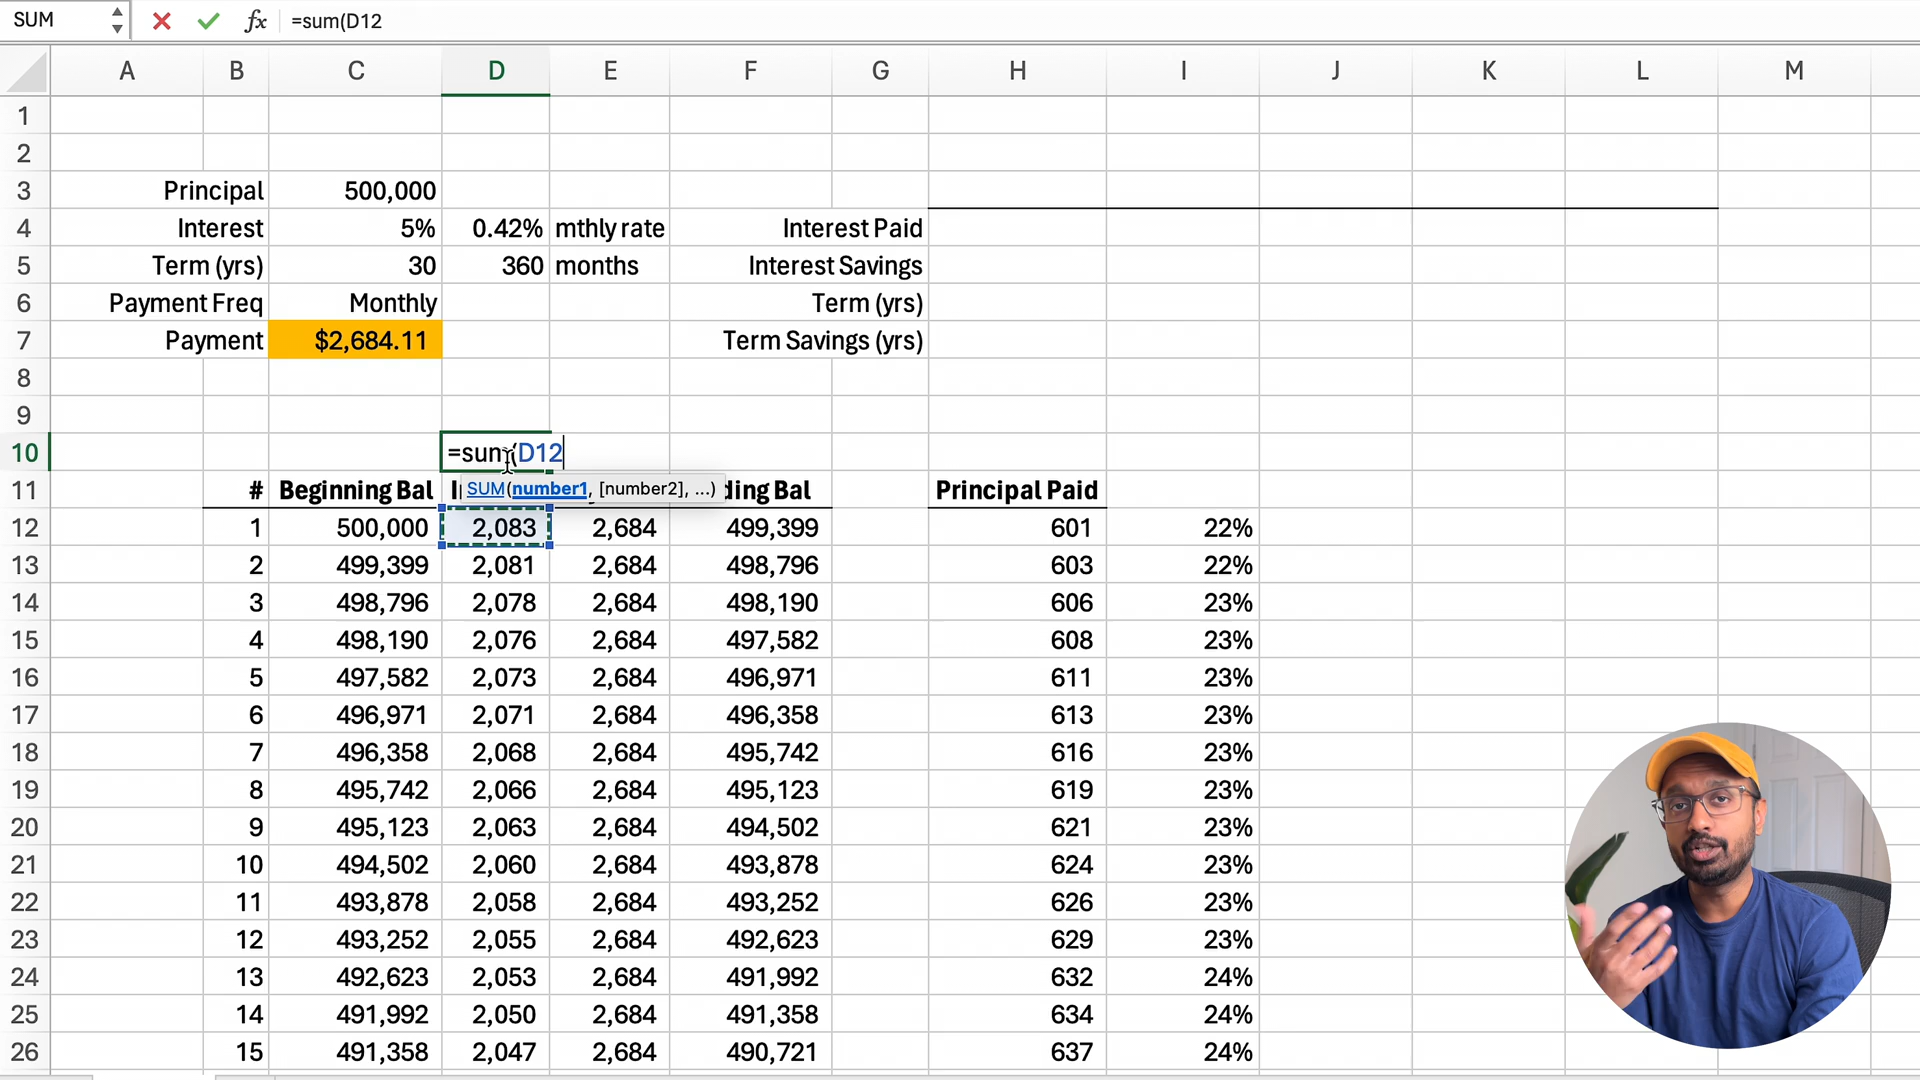 SUM =sum(D12
A B C D E F G H I J K L M
1
2
3 Principal 500,000
4 Interest 5% 0.42% mthly rate Interest Paid
5 Term (yrs) 30 360 months Interest Savings
6 Payment Freq Monthly Term (yrs)
7 Payment $2,684.11 Term Savings (yrs)
8
9
10 =sum(D12
11 # Beginning Bal ding Bal Principal Paid
SUM(number1, [number2], ...)
12 1 500,000 2,083 2,684 499,399 601 22%
13 2 499,399 2,081 2,684 498,796 603 22%
14 3 498,796 2,078 2,684 498,190 606 23%
15 4 498,190 2,076 2,684 497,582 608 23%
16 5 497,582 2,073 2,684 496,971 611 23%
17 6 496,971 2,071 2,684 496,358 613 23%
18 7 496,358 2,068 2,684 495,742 616 23%
19 8 495,742 2,066 2,684 495,123 619 23%
20 9 495,123 2,063 2,684 494,502 621 23%
21 10 494,502 2,060 2,684 493,878 624 23%
22 11 493,878 2,058 2,684 493,252 626 23%
23 12 493,252 2,055 2,684 492,623 629 23%
24 13 492,623 2,053 2,684 491,992 632 24%
25 14 491,992 2,050 2,684 491,358 634 24%
26 15 491,358 2,047 2,684 490,721 637 24%